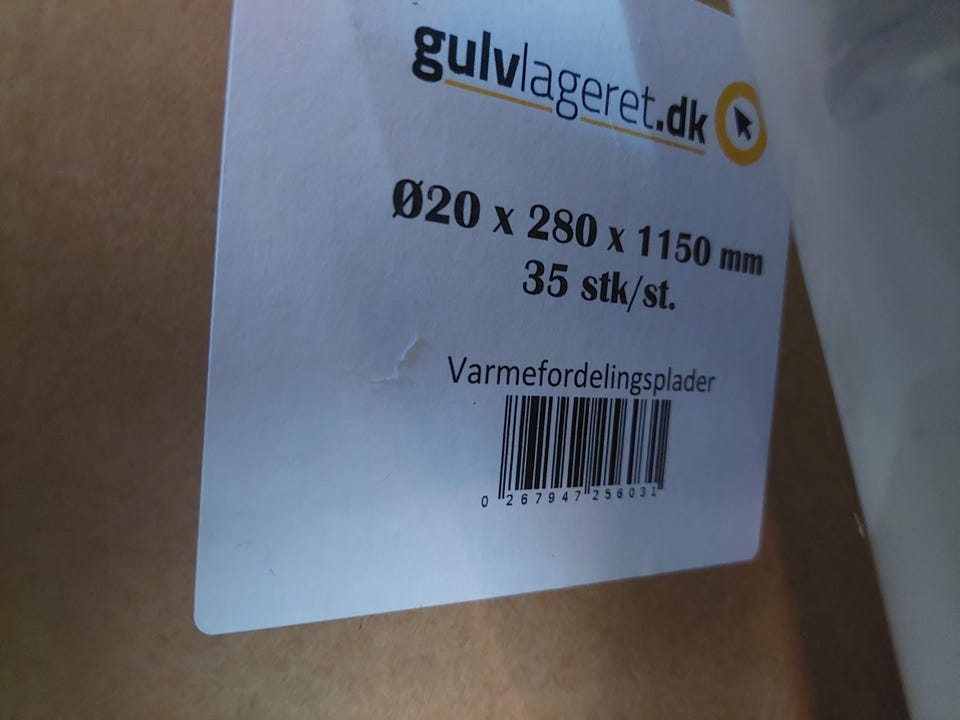 gulvlageret.dk
Ø20 x 280 x 1150 mm
35 stk/st.
Varmefordelingsplader
0 267947 256031